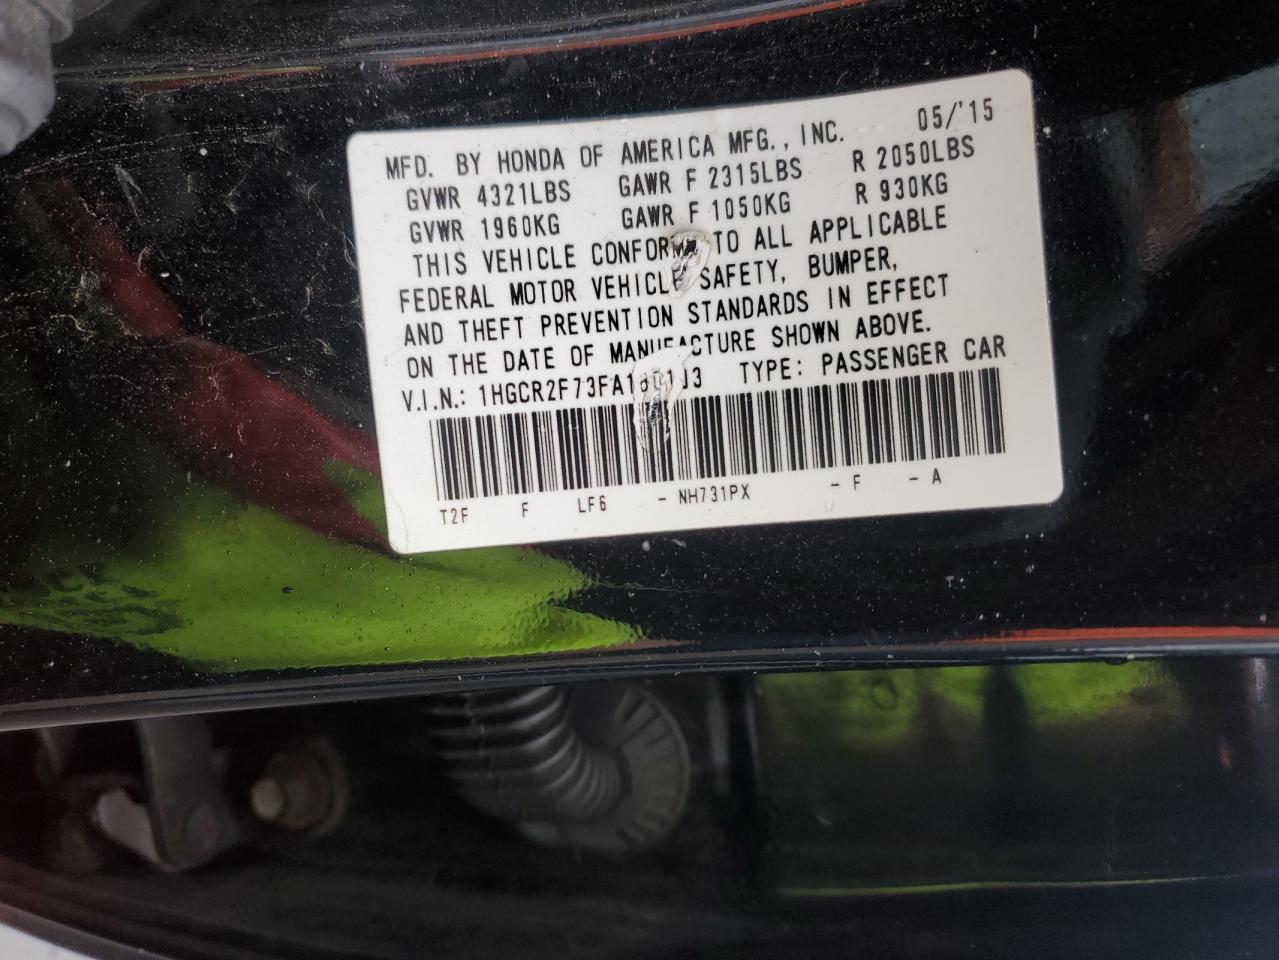 MFD. BY HONDA OF AMERICA MFG., INC. 05/'15
GVWR 4321LBS GAWR F 2315LBS R 2050LBS
GVWR 1960KG GAWR F 1050KG R 930KG
THIS VEHICLE CONFORMS TO ALL APPLICABLE
FEDERAL MOTOR VEHICLE SAFETY, BUMPER,
AND THEFT PREVENTION STANDARDS IN EFFECT
ON THE DATE OF MANUFACTURE SHOWN ABOVE.
V.I.N.: TYPE: PASSENGER CAR
T2F F LF6 - NH731PX - F - A